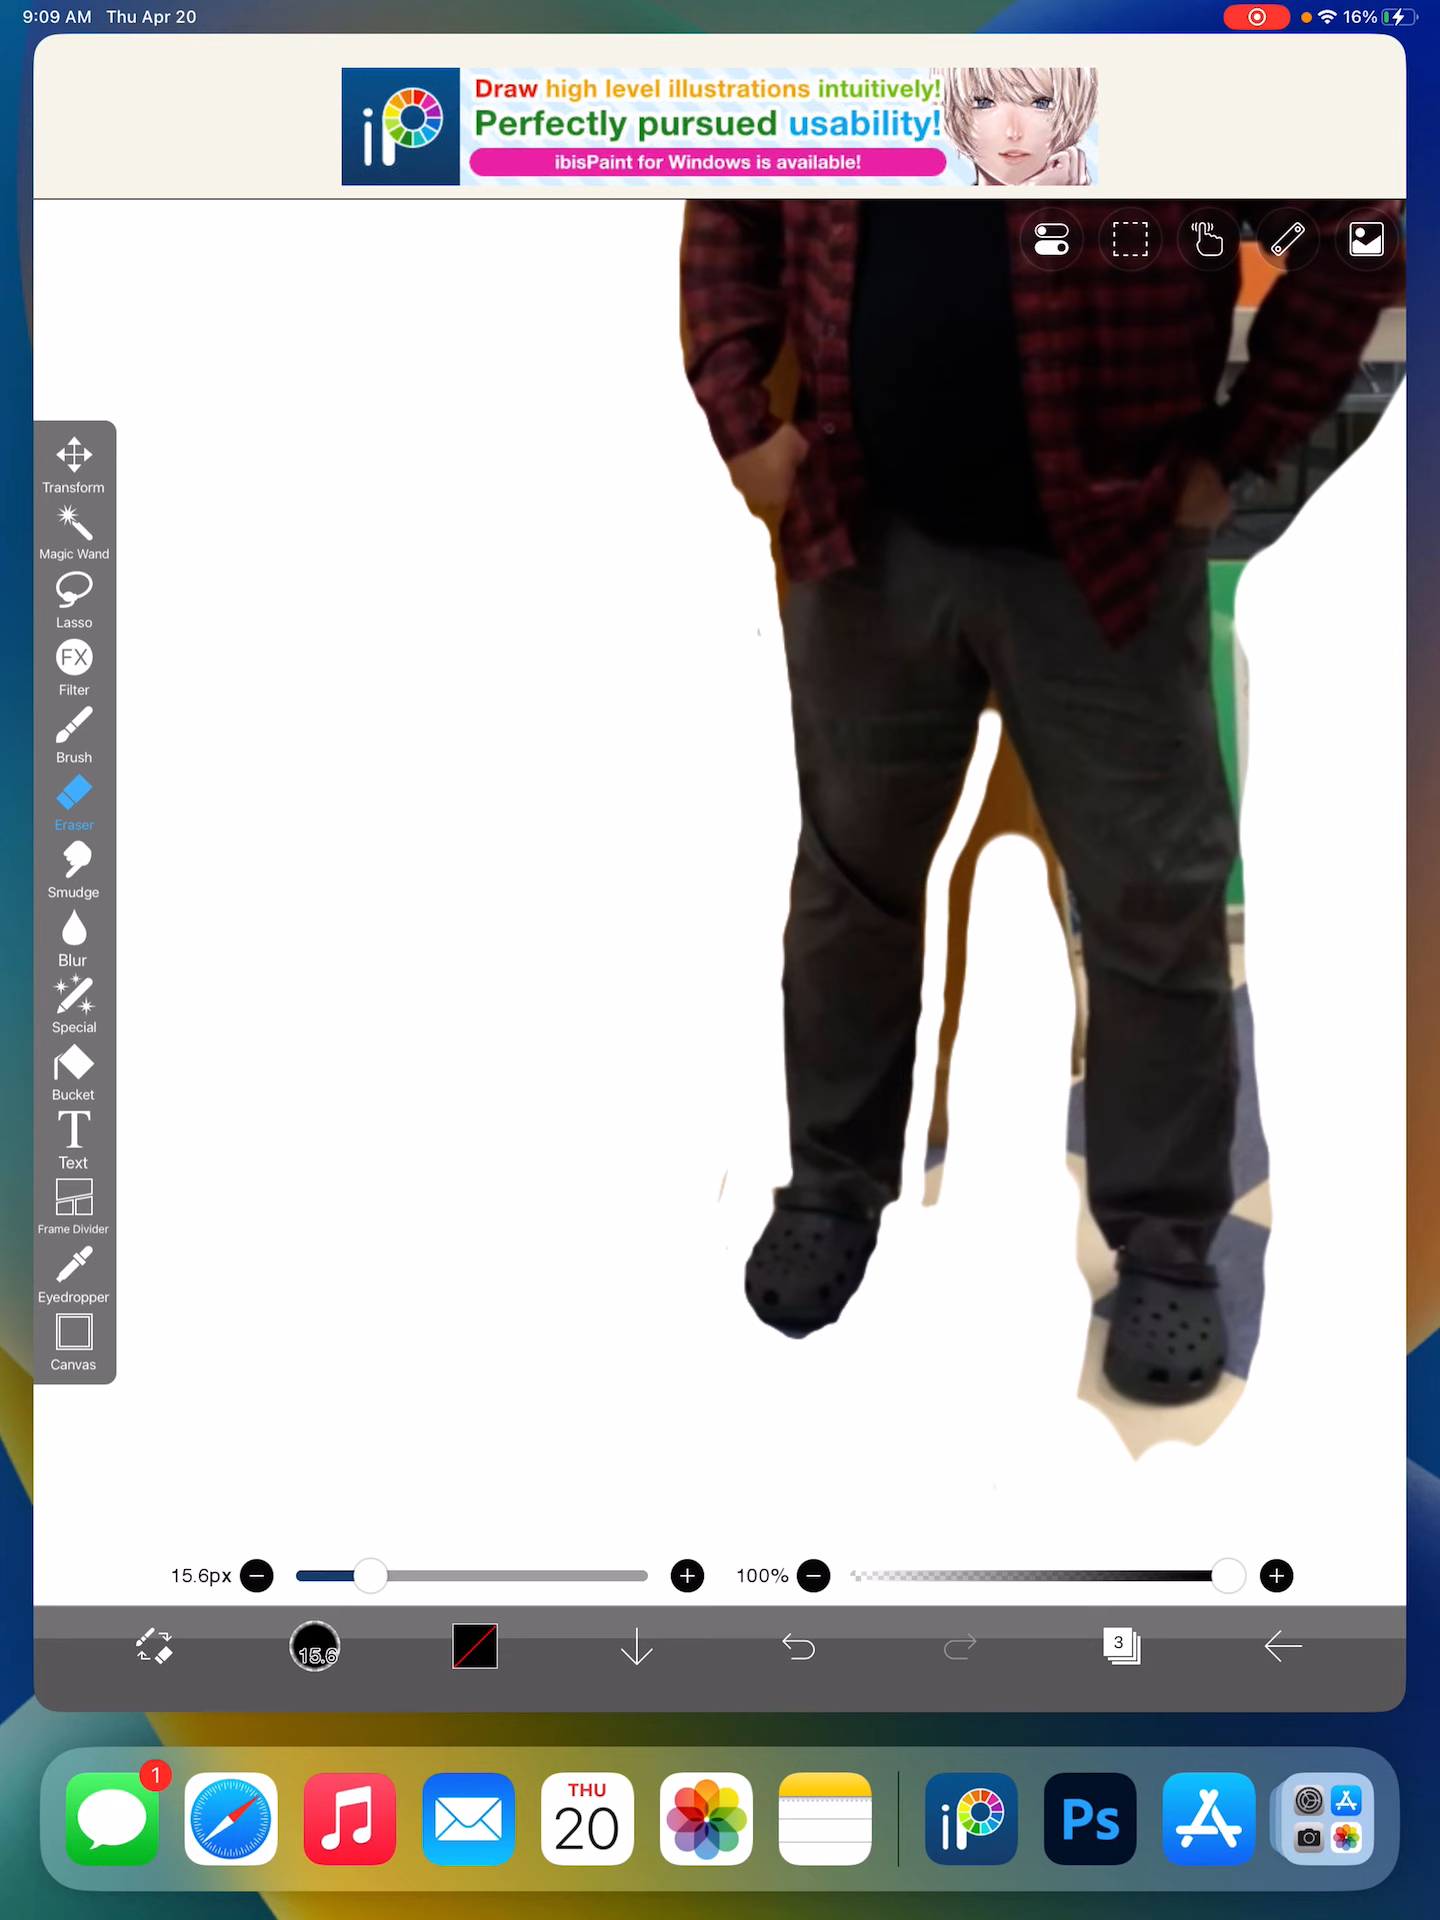 9:09 AM Thu Apr 20
16%
iP
Draw high level illustrations intuitively!
Perfectly pursued usability!
ibisPaint for Windows is available!
Transform
Magic Wand
Lasso
FX
Filter
Brush
Eraser
Smudge
Blur
Special
Bucket
T
Text
Frame Divider
Eyedropper
Canvas
15.6px
100%
15.6
3
1
THU
20
iP
Ps